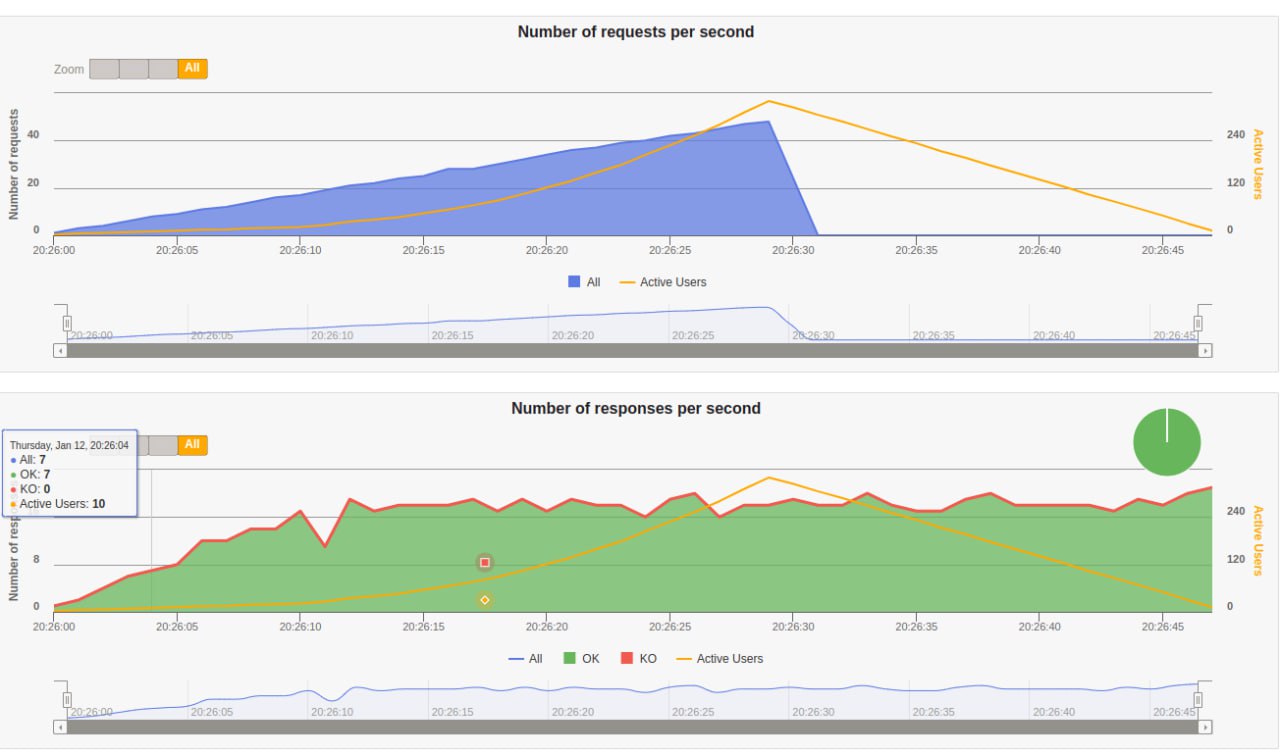 Number of requests per second
Zoom All
Number of requests
40
20
0
240
120
0
Active Users
20:26:00 20:26:05 20:26:10 20:26:15 20:26:20 20:26:25 20:26:30 20:26:35 20:26:40 20:26:45
All Active Users
20:26:00 20:26:05 20:26:10 20:26:15 20:26:20 20:26:25 20:26:30 20:26:35 20:26:40 20:26:45
Number of responses per second
All
Thursday, Jan 12, 20:26:04
All: 7
OK: 7
KO: 0
Active Users: 10
Number of resp
8
0
240
120
0
Active Users
20:26:00 20:26:05 20:26:10 20:26:15 20:26:20 20:26:25 20:26:30 20:26:35 20:26:40 20:26:45
All OK KO Active Users
20:26:00 20:26:05 20:26:10 20:26:15 20:26:20 20:26:25 20:26:30 20:26:35 20:26:40 20:26:45